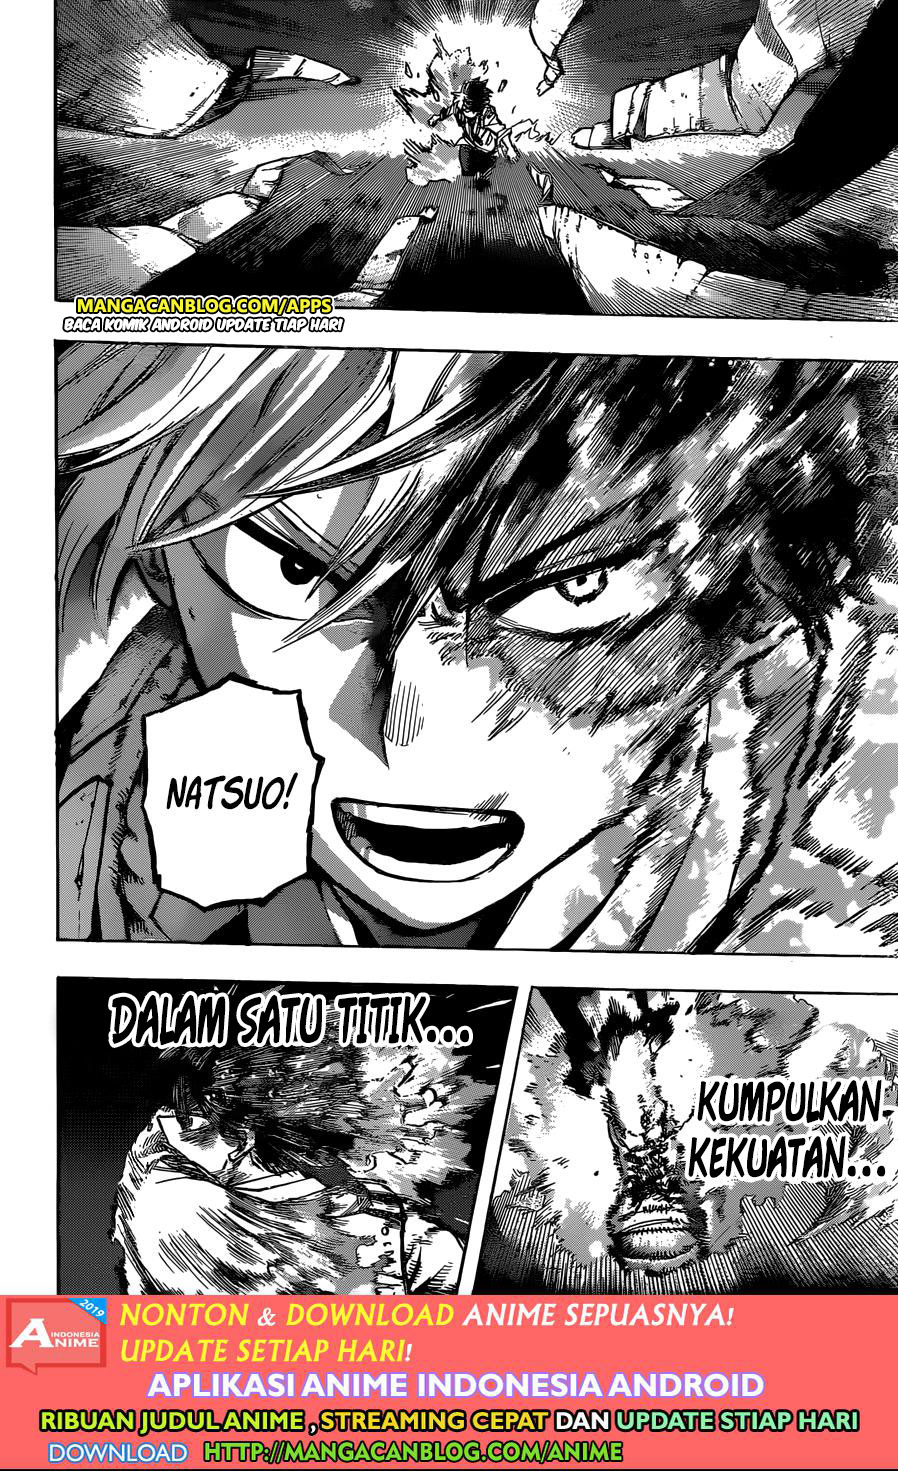 MANGACANBLOG.COM/APPS
BACA KOMIK ANDROID UPDATE TIAP HARI
NATSUO!
DALAM SATU TITIK...
KUMPULKAN
KEKUATAN...
2019
INDONESIA
ANIME
NONTON & DOWNLOAD ANIME SEPUASNYA!
UPDATE SETIAP HARI!
APLIKASI ANIME INDONESIA ANDROID
RIBUAN JUDUL ANIME , STREAMING CEPAT DAN UPDATE STIAP HARI
DOWNLOAD HTTP://MANGACANBLOG.COM/ANIME